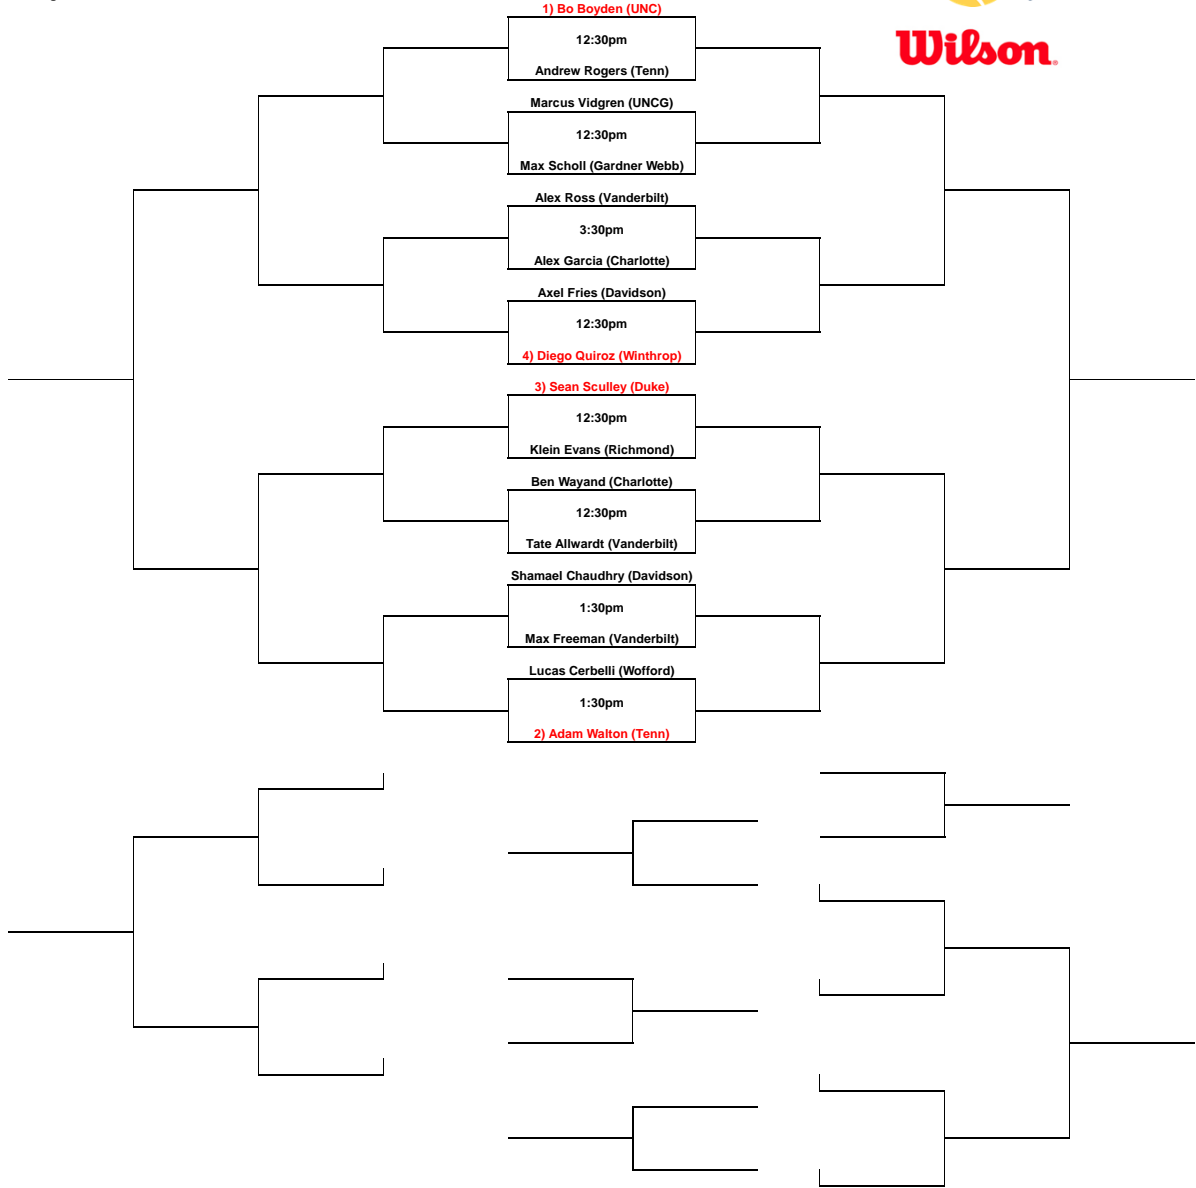 1) Bo Boyden (UNC)
12:30pm
Andrew Rogers (Tenn)
Wilson
Marcus Vidgren (UNCG)
12:30pm
Max Scholl (Gardner Webb)
Alex Ross (Vanderbilt)
3:30pm
Alex Garcia (Charlotte)
Axel Fries (Davidson)
12:30pm
4) Diego Quiroz (Winthrop)
3) Sean Sculley (Duke)
12:30pm
Klein Evans (Richmond)
Ben Wayand (Charlotte)
12:30pm
Tate Allwardt (Vanderbilt)
Shamael Chaudhry (Davidson)
1:30pm
Max Freeman (Vanderbilt)
Lucas Cerbelli (Wofford)
1:30pm
2) Adam Walton (Tenn)